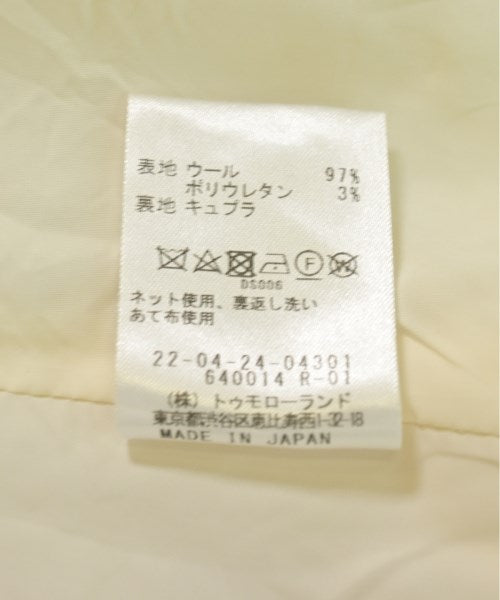 表地 ウール 97%
ポリウレタン 3%
裏地 キュプラ
F W
DS006
ネット使用、裏返し洗い
あて布使用
22-04-24-04301
640014 R-01
(株) トゥモローランド
東京都渋谷区恵比寿西1-32-18
MADE IN JAPAN